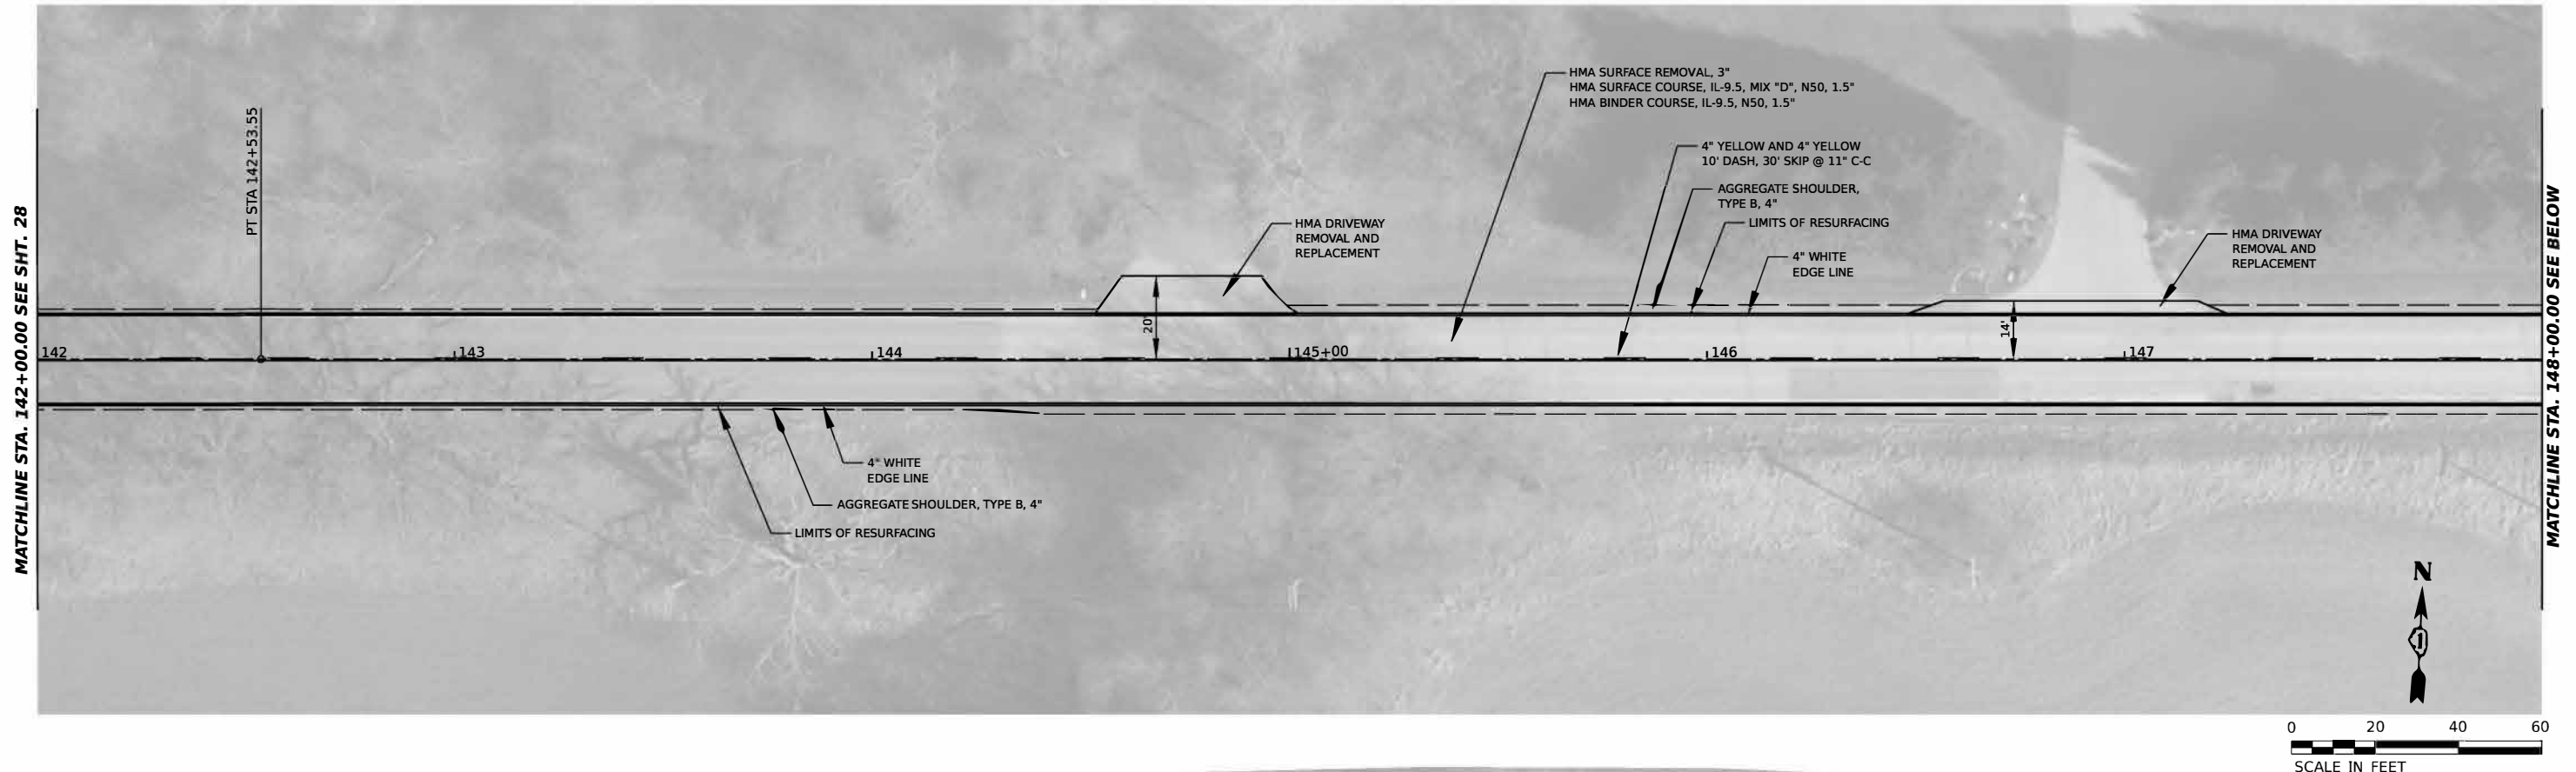 HMA SURFACE REMOVAL, 3"
HMA SURFACE COURSE, IL-9.5, MIX "D", N50, 1.5"
HMA BINDER COURSE, IL-9.5, N50, 1.5"
PT STA 142+53.55
4" YELLOW AND 4" YELLOW
10' DASH, 30' SKIP @ 11" C-C
AGGREGATE SHOULDER,
TYPE B, 4"
LIMITS OF RESURFACING
4" WHITE
EDGE LINE
HMA DRIVEWAY
REMOVAL AND
REPLACEMENT
HMA DRIVEWAY
REMOVAL AND
REPLACEMENT
MATCHLINE STA. 142+00.00 SEE SHT. 28
MATCHLINE STA. 148+00.00 SEE BELOW
20'
14'
142
143
144
145+00
146
147
4" WHITE
EDGE LINE
AGGREGATE SHOULDER, TYPE B, 4"
LIMITS OF RESURFACING
N
1
0 20 40 60
SCALE IN FEET